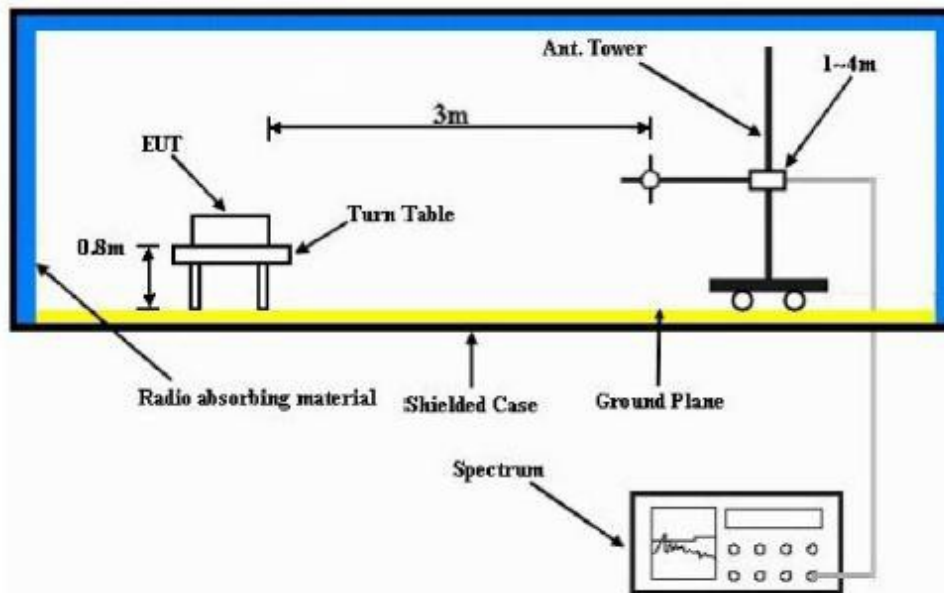 Ant. Tower
1~4m
3m
EUT
Turn Table
0.8m
Radio absorbing material
Shielded Case
Ground Plane
Spectrum